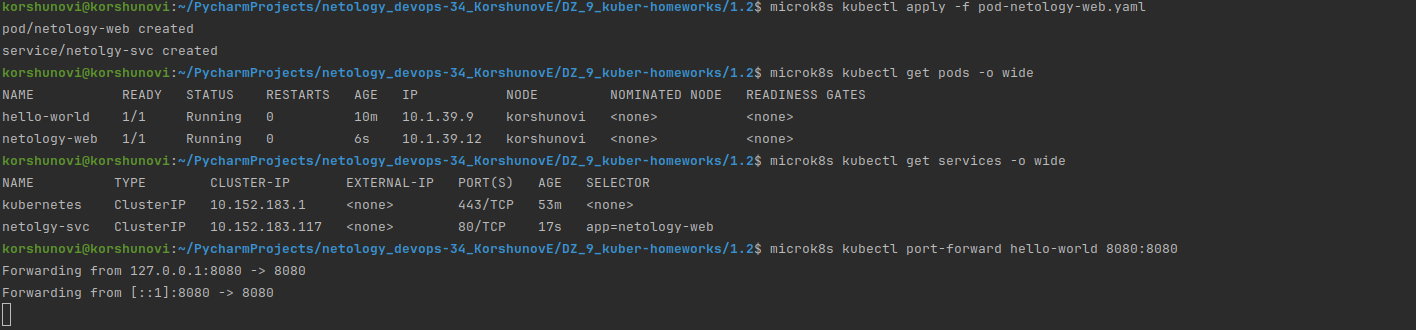 korshunovi@korshunovi:~/PycharmProjects/netology_devops-34_KorshunovE/DZ_9_kuber-homeworks/1.2$ microk8s kubectl apply -f pod-netology-web.yaml
pod/netology-web created
service/netolgy-svc created
korshunovi@korshunovi:~/PycharmProjects/netology_devops-34_KorshunovE/DZ_9_kuber-homeworks/1.2$ microk8s kubectl get pods -o wide
NAME           READY   STATUS    RESTARTS   AGE   IP           NODE         NOMINATED NODE   READINESS GATES
hello-world    1/1     Running   0          10m   10.1.39.9    korshunovi   <none>           <none>
netology-web   1/1     Running   0          6s    10.1.39.12   korshunovi   <none>           <none>
korshunovi@korshunovi:~/PycharmProjects/netology_devops-34_KorshunovE/DZ_9_kuber-homeworks/1.2$ microk8s kubectl get services -o wide
NAME          TYPE        CLUSTER-IP       EXTERNAL-IP   PORT(S)   AGE   SELECTOR
kubernetes    ClusterIP   10.152.183.1     <none>        443/TCP   53m   <none>
netolgy-svc   ClusterIP   10.152.183.117   <none>        80/TCP    17s   app=netology-web
korshunovi@korshunovi:~/PycharmProjects/netology_devops-34_KorshunovE/DZ_9_kuber-homeworks/1.2$ microk8s kubectl port-forward hello-world 8080:8080
Forwarding from 127.0.0.1:8080 -> 8080
Forwarding from [::1]:8080 -> 8080